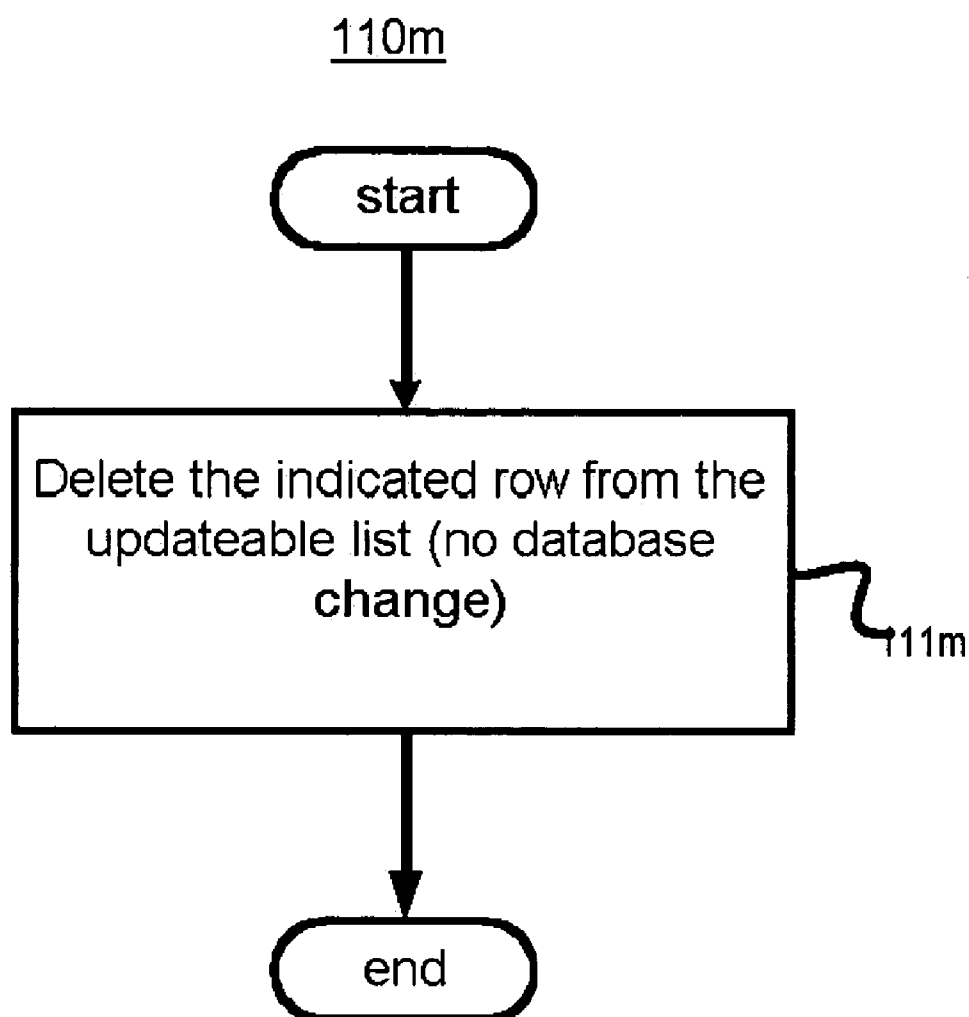 110m
start
Delete the indicated row from the
updateable list (no database
change)
111m
end